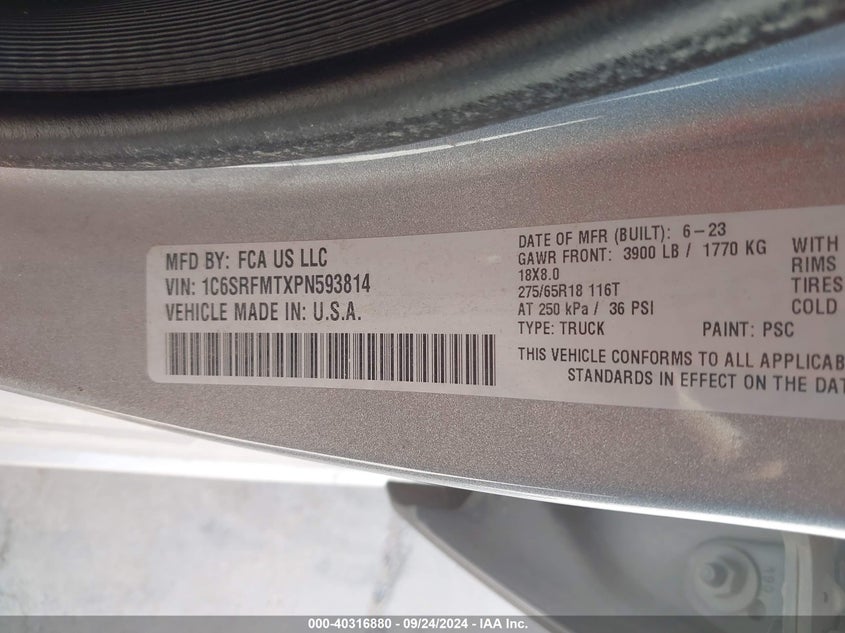 MFD BY: FCA US LLC
VIN: 1C6SRFMTXPN593814
VEHICLE MADE IN: U.S.A.
DATE OF MFR (BUILT): 6-23
GAWR FRONT: 3900 LB / 1770 KG
18X8.0
275/65R18 116T
AT 250 kPa / 36 PSI
TYPE: TRUCK PAINT: PSC
THIS VEHICLE CONFORMS TO ALL APPLICAB
STANDARDS IN EFFECT ON THE DAT
WITH
RIMS
TIRES
COLD
000-40316880 - 09/24/2024 - IAA Inc.